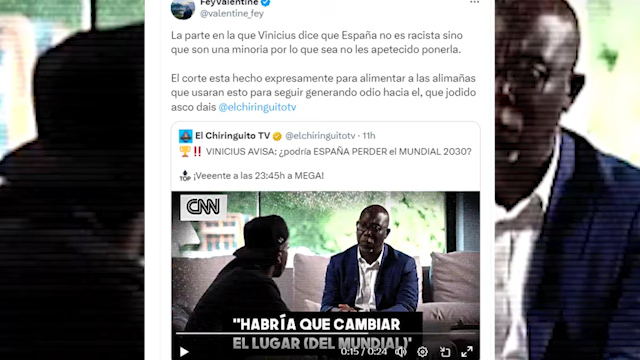 FeyValentine
@valentine_fey
La parte en la que Vinicius dice que España no es racista sino
que son una minoria por lo que sea no les apetecido ponerla.
El corte esta hecho expresamente para alimentar a las alimañas
que usaran esto para seguir generando odio hacia el, que jodido
asco dais @elchiringuitotv
El Chiringuito TV @elchiringuitotv · 11h
🏆‼️ VINICIUS AVISA: ¿podría ESPAÑA PERDER el MUNDIAL 2030?
🔝 ¡Veeente a las 23:45h a MEGA!
CNN
"HABRÍA QUE CAMBIAR
EL LUGAR (DEL MUNDIAL)"
0:15 / 0:24